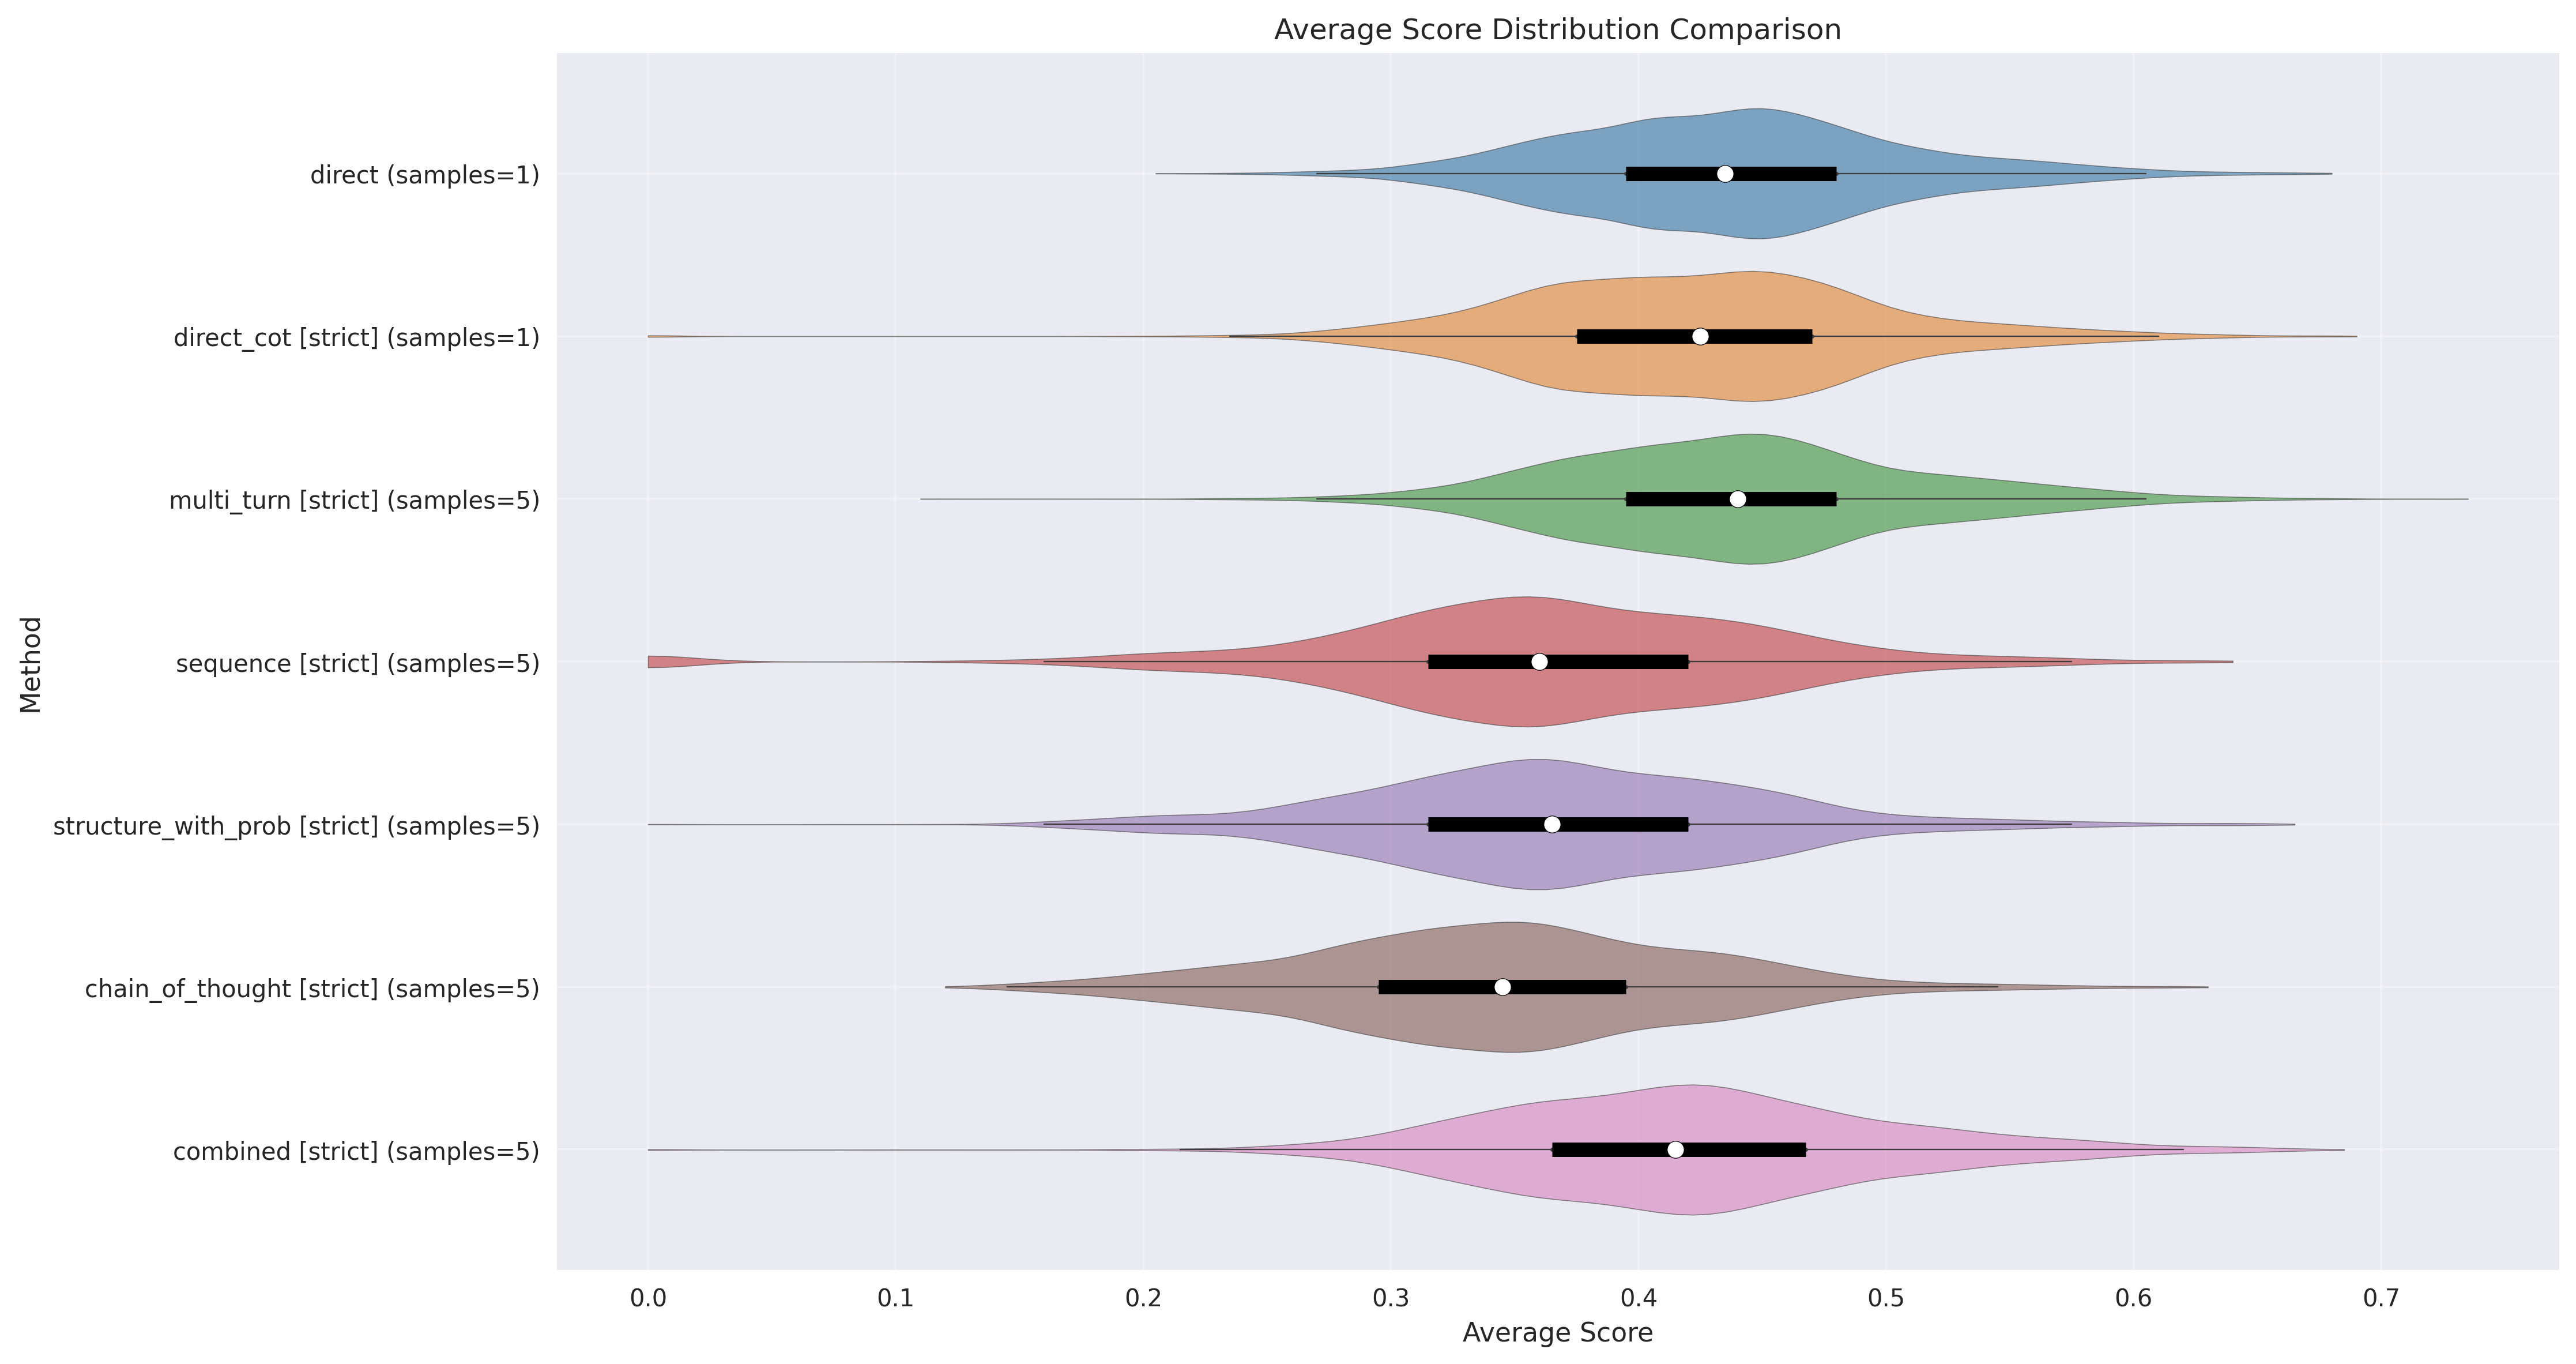 Average Score Distribution Comparison
Method
direct (samples=1)
direct_cot [strict] (samples=1)
multi_turn [strict] (samples=5)
sequence [strict] (samples=5)
structure_with_prob [strict] (samples=5)
chain_of_thought [strict] (samples=5)
combined [strict] (samples=5)
0.0 0.1 0.2 0.3 0.4 0.5 0.6 0.7
Average Score